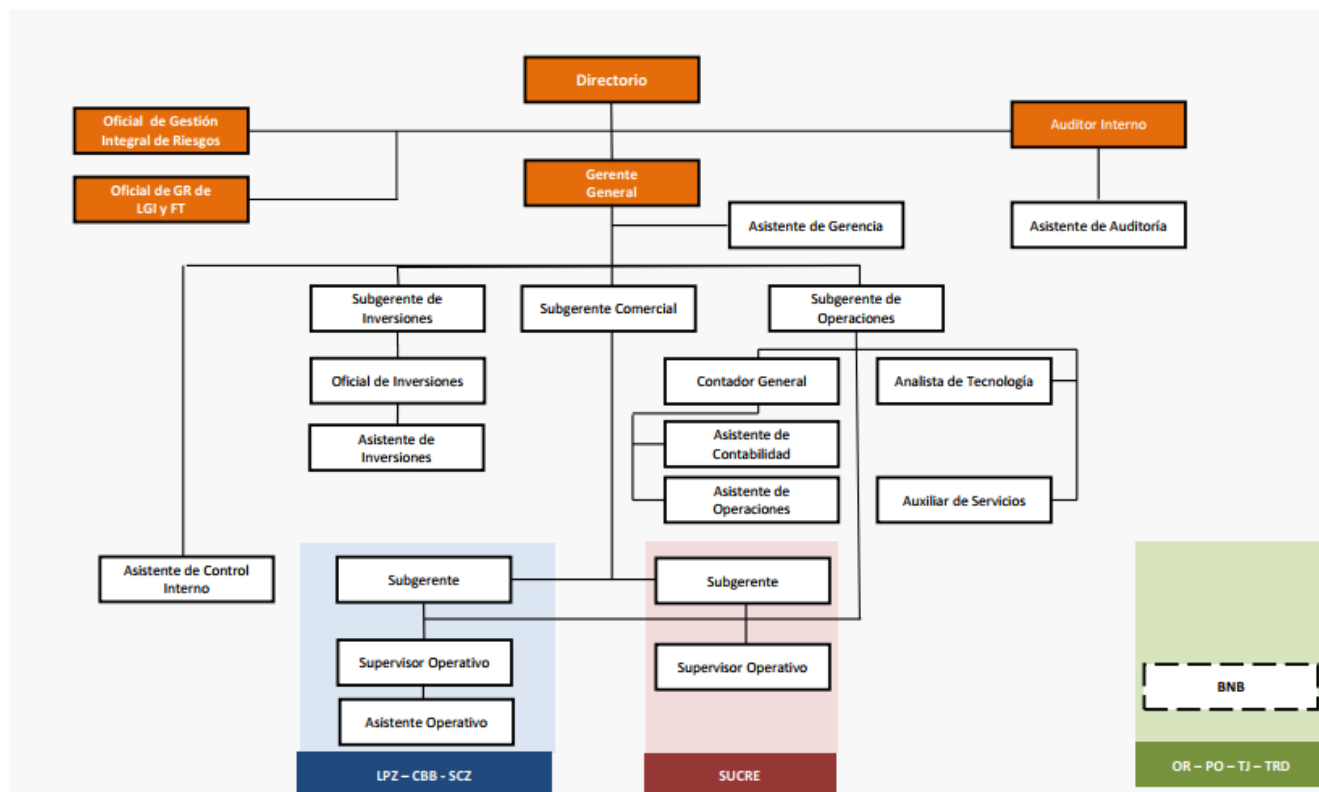 Directorio
Oficial de Gestión
Integral de Riesgos
Auditor Interno
Gerente
General
Oficial de GR de
LGI y FT
Asistente de Gerencia
Asistente de Auditoría
Subgerente de
Inversiones
Subgerente Comercial
Subgerente de
Operaciones
Oficial de Inversiones
Contador General
Analista de Tecnología
Asistente de
Inversiones
Asistente de
Contabilidad
Asistente de
Operaciones
Auxiliar de Servicios
Asistente de Control
Interno
Subgerente
Subgerente
Supervisor Operativo
Supervisor Operativo
BNB
Asistente Operativo
LPZ – CBB - SCZ
SUCRE
OR – PO – TJ – TRD